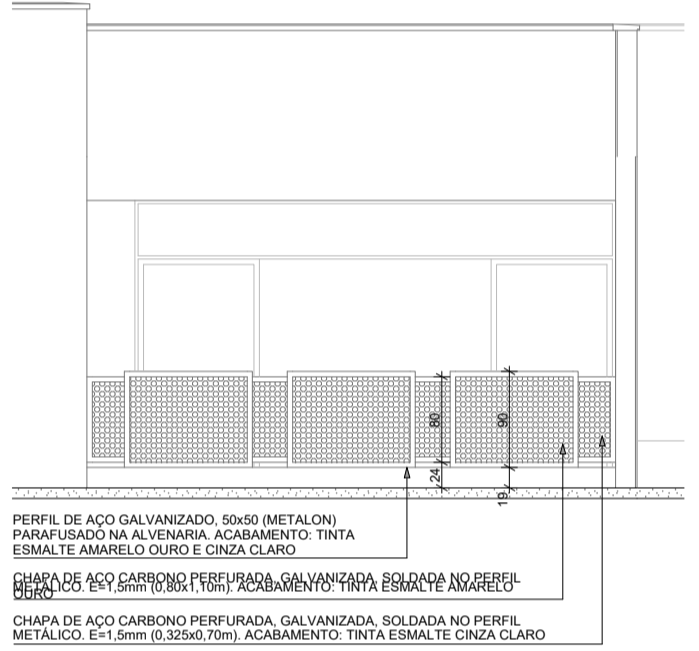 80
90
24
19
PERFIL DE AÇO GALVANIZADO, 50x50 (METALON)
PARAFUSADO NA ALVENARIA. ACABAMENTO: TINTA
ESMALTE AMARELO OURO E CINZA CLARO
CHAPA DE AÇO CARBONO PERFURADA, GALVANIZADA, SOLDADA NO PERFIL
METÁLICO. E=1,5mm (0,80x1,10m). ACABAMENTO: TINTA ESMALTE AMARELO
OURO
CHAPA DE AÇO CARBONO PERFURADA, GALVANIZADA, SOLDADA NO PERFIL
METÁLICO. E=1,5mm (0,325x0,70m). ACABAMENTO: TINTA ESMALTE CINZA CLARO